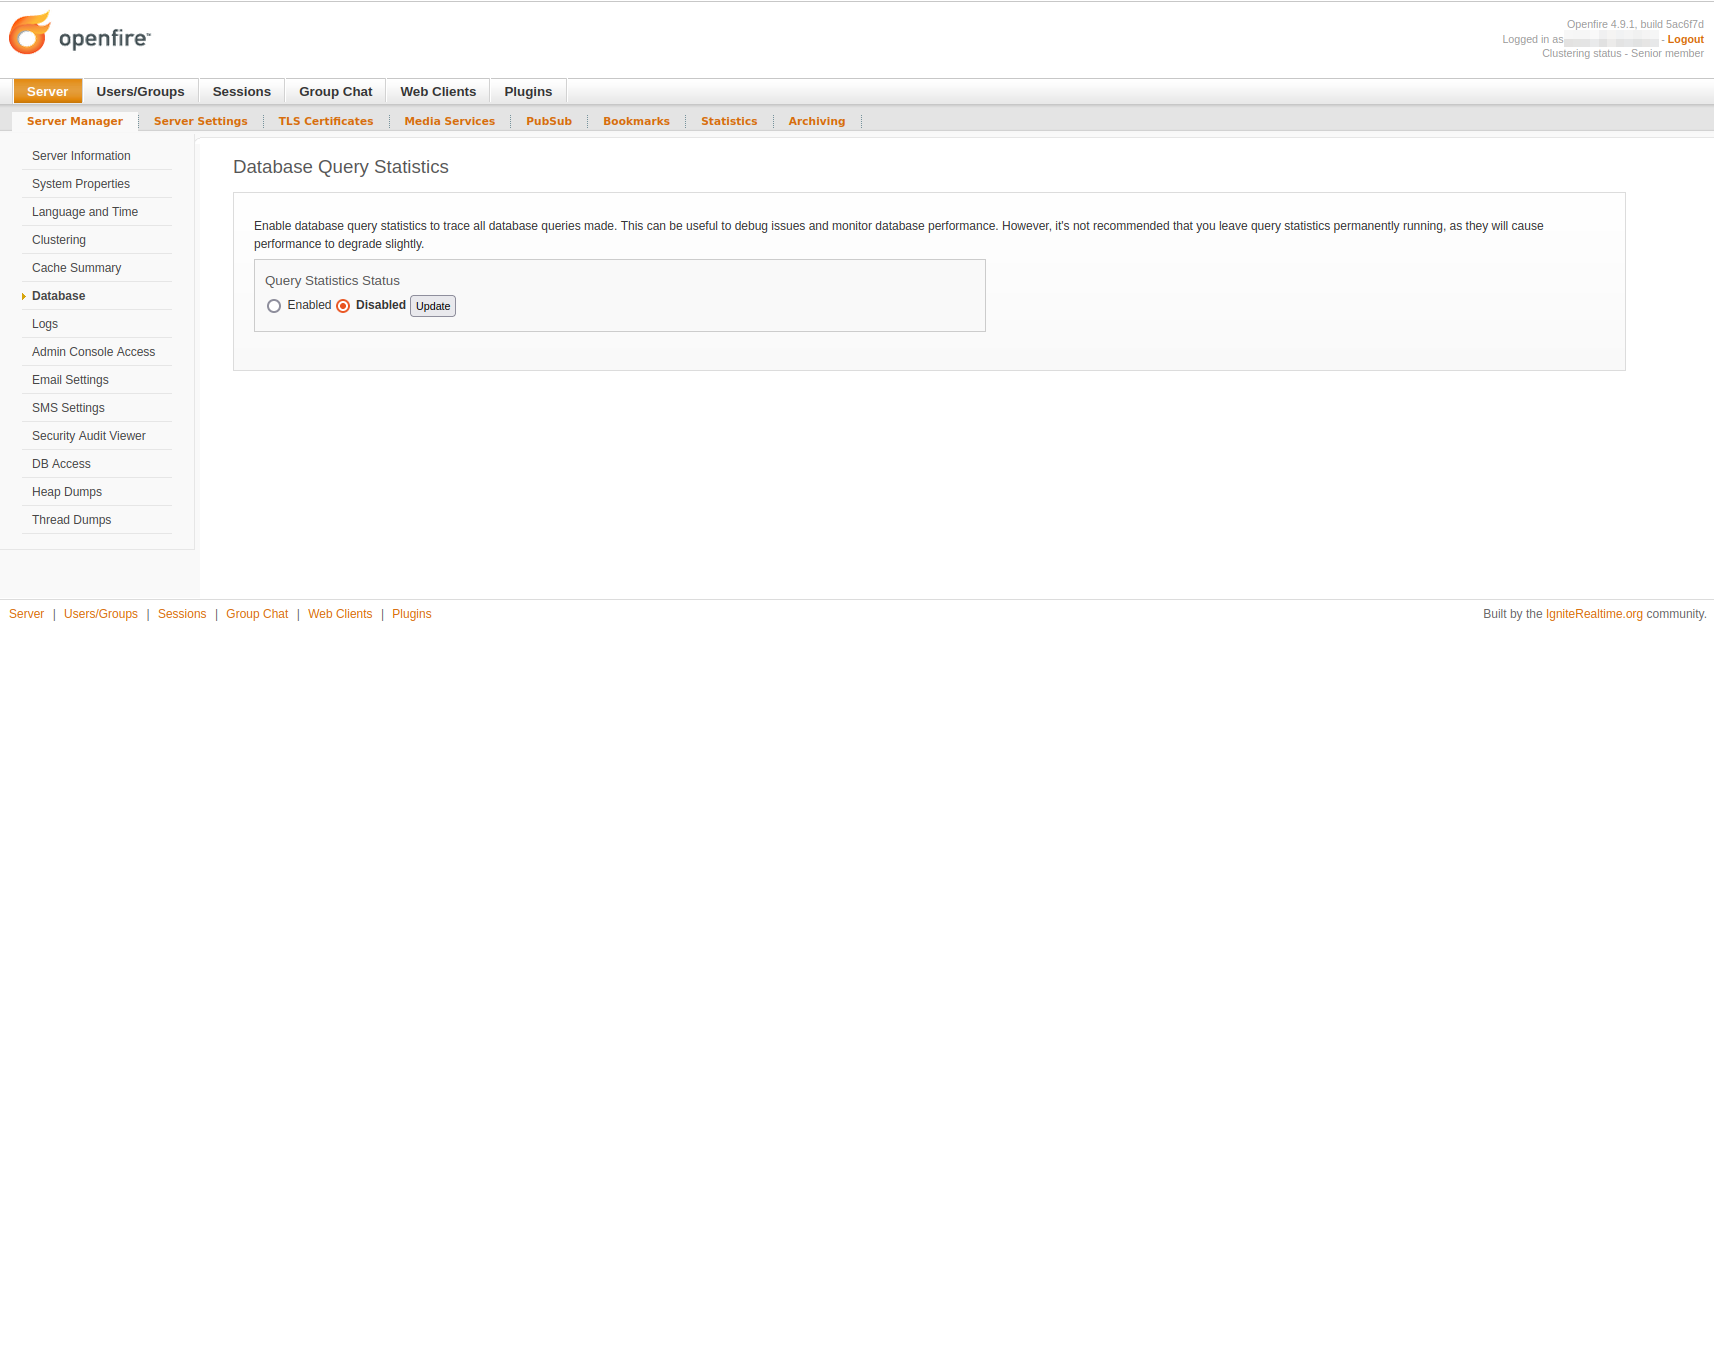 openfire™
Openfire 4.9.1, build 5ac6f7d
Logged in as - Logout
Clustering status - Senior member
Server Users/Groups Sessions Group Chat Web Clients Plugins
Server Manager Server Settings TLS Certificates Media Services PubSub Bookmarks Statistics Archiving
Server Information
System Properties
Language and Time
Clustering
Cache Summary
Database
Logs
Admin Console Access
Email Settings
SMS Settings
Security Audit Viewer
DB Access
Heap Dumps
Thread Dumps
Database Query Statistics
Enable database query statistics to trace all database queries made. This can be useful to debug issues and monitor database performance. However, it's not recommended that you leave query statistics permanently running, as they will cause
performance to degrade slightly.
Query Statistics Status
Enabled Disabled Update
Server | Users/Groups | Sessions | Group Chat | Web Clients | Plugins
Built by the IgniteRealtime.org community.